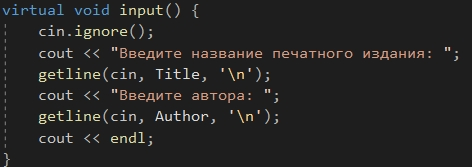 virtual void input() {
cin.ignore();
cout << "Введите название печатного издания: ";
getline(cin, Title, '\n');
cout << "Введите автора: ";
getline(cin, Author, '\n');
cout << endl;
}